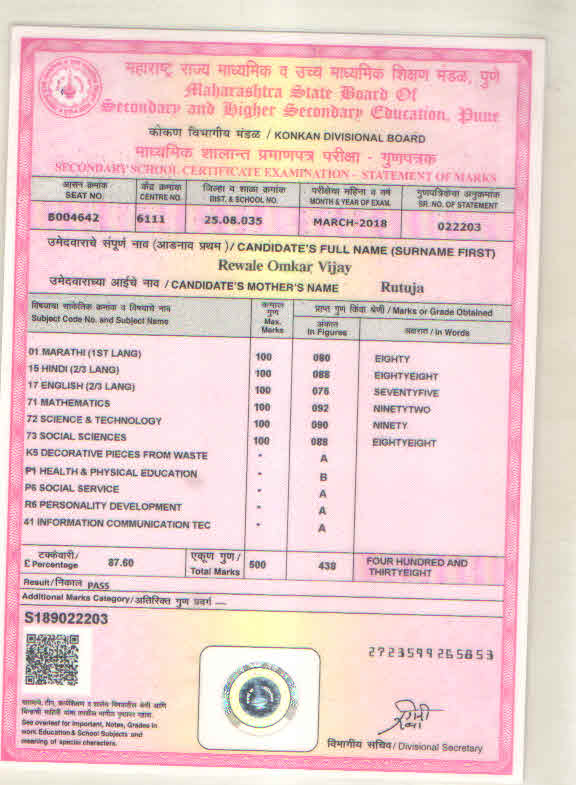 महाराष्ट्र राज्य माध्यमिक व उच्च माध्यमिक शिक्षण मंडळ, पुणे
Maharashtra State Board Of
Secondary and Higher Secondary Education, Pune
कोकण विभागीय मंडळ / KONKAN DIVISIONAL BOARD
माध्यमिक शालान्त प्रमाणपत्र परीक्षा - गुणपत्रक
SECONDARY SCHOOL CERTIFICATE EXAMINATION - STATEMENT OF MARKS
आसन क्रमांक केंद्र क्रमांक जिल्हा व शाळा क्रमांक परीक्षेचा महिना व वर्ष गुणपत्रिकेचा अनुक्रमांक
SEAT NO. CENTRE NO. DIST. & SCHOOL NO. MONTH & YEAR OF EXAM. SR. NO. OF STATEMENT
B004642 6111 25.08.035 MARCH-2018 022203
उमेदवाराचे संपूर्ण नाव (आडनाव प्रथम) / CANDIDATE'S FULL NAME (SURNAME FIRST)
Rewale Omkar Vijay
उमेदवाराच्या आईचे नाव / CANDIDATE'S MOTHER'S NAME Rutuja
विषयाचा सांकेतिक क्रमांक व विषयाचे नाव कमाल गुण प्राप्त गुण किंवा श्रेणी / Marks or Grade Obtained
Subject Code No. and Subject Name Max. Marks अंकात In Figures अक्षरात / In Words
01 MARATHI (1ST LANG) 100 080 EIGHTY
15 HINDI (2/3 LANG) 100 088 EIGHTYEIGHT
17 ENGLISH (2/3 LANG) 100 075 SEVENTYFIVE
71 MATHEMATICS 100 092 NINETYTWO
72 SCIENCE & TECHNOLOGY 100 090 NINETY
73 SOCIAL SCIENCES 100 088 EIGHTYEIGHT
K5 DECORATIVE PIECES FROM WASTE * A
P1 HEALTH & PHYSICAL EDUCATION * B
P6 SOCIAL SERVICE * A
R6 PERSONALITY DEVELOPMENT * A
41 INFORMATION COMMUNICATION TEC * A
टक्केवारी/ एकूण गुण/ FOUR HUNDRED AND
£ Percentage 87.60 Total Marks 500 438 THIRTYEIGHT
Result/निकाल PASS
Additional Marks Category/अतिरिक्त गुण प्रवर्ग ---
S189022203
2723599265853
See overleaf for Important, Notes, Grades in
work Education & School Subjects and
meaning of special characters.
विभागीय सचिव / Divisional Secretary